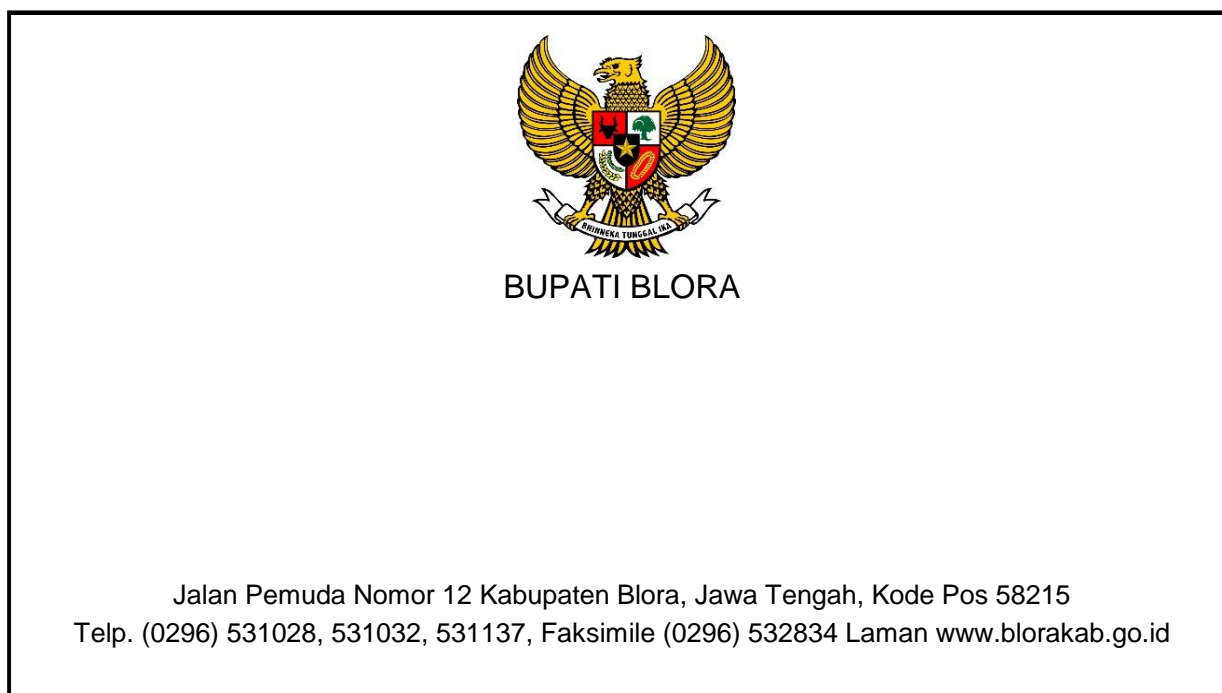 BHINNEKA TUNGGAL IKA
BUPATI BLORA
Jalan Pemuda Nomor 12 Kabupaten Blora, Jawa Tengah, Kode Pos 58215
Telp. (0296) 531028, 531032, 531137, Faksimile (0296) 532834 Laman www.blorakab.go.id